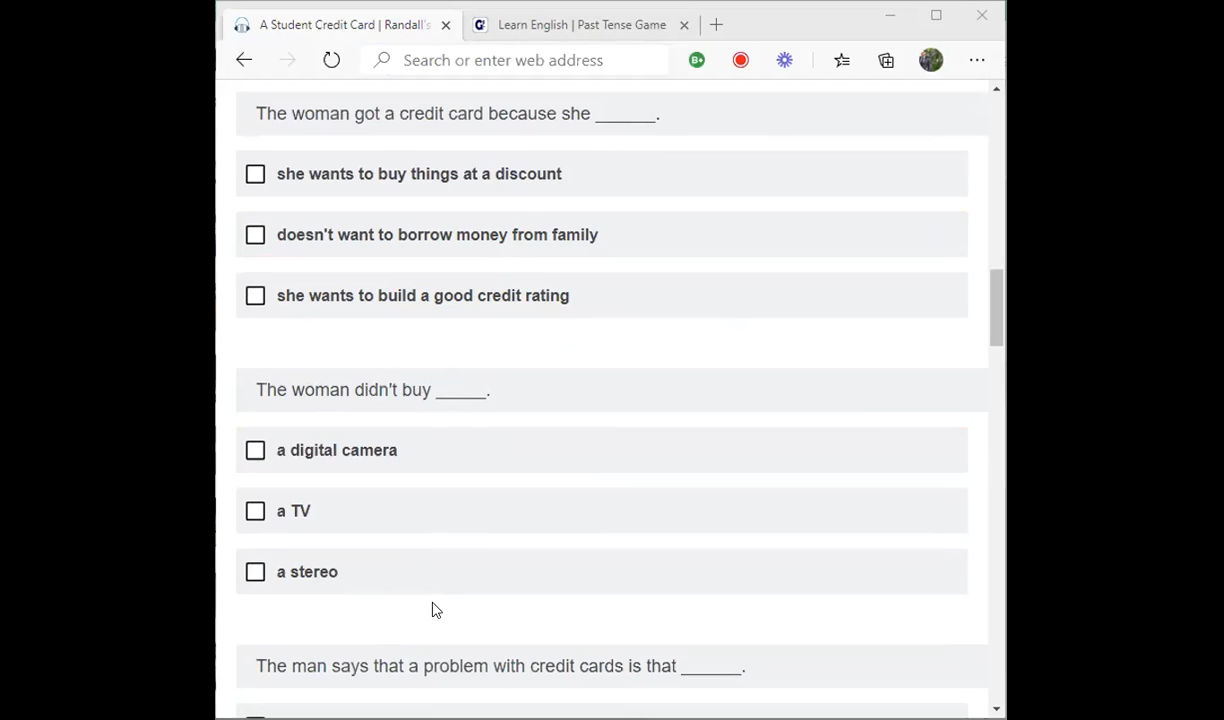 A Student Credit Card | Randall's
Learn English | Past Tense Game
Search or enter web address
The woman got a credit card because she ______.
she wants to buy things at a discount
doesn't want to borrow money from family
she wants to build a good credit rating
The woman didn't buy _____.
a digital camera
a TV
a stereo
The man says that a problem with credit cards is that ______.